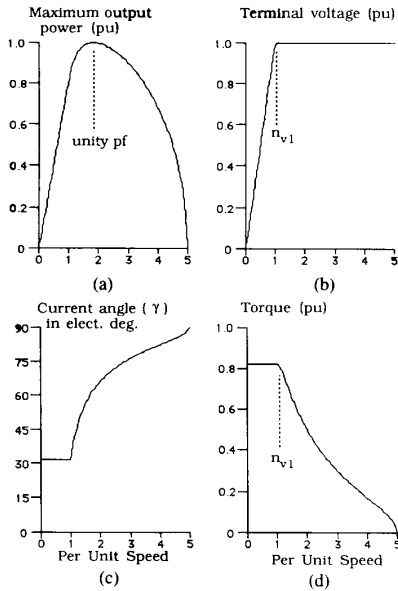 Maximum output
power (pu)
1.0
0.8
0.6
0.4
0.2
0
unity pf
0 1 2 3 4 5
(a)
Terminal voltage (pu)
1.0
0.8
0.6
0.4
0.2
0
n_v1
0 1 2 3 4 5
(b)
Current angle (γ)
in elect. deg.
90
75
60
45
30
15
0
0 1 2 3 4 5
Per Unit Speed
(c)
Torque (pu)
1.0
0.8
0.6
0.4
0.2
0
n_v1
0 1 2 3 4 5
Per Unit Speed
(d)